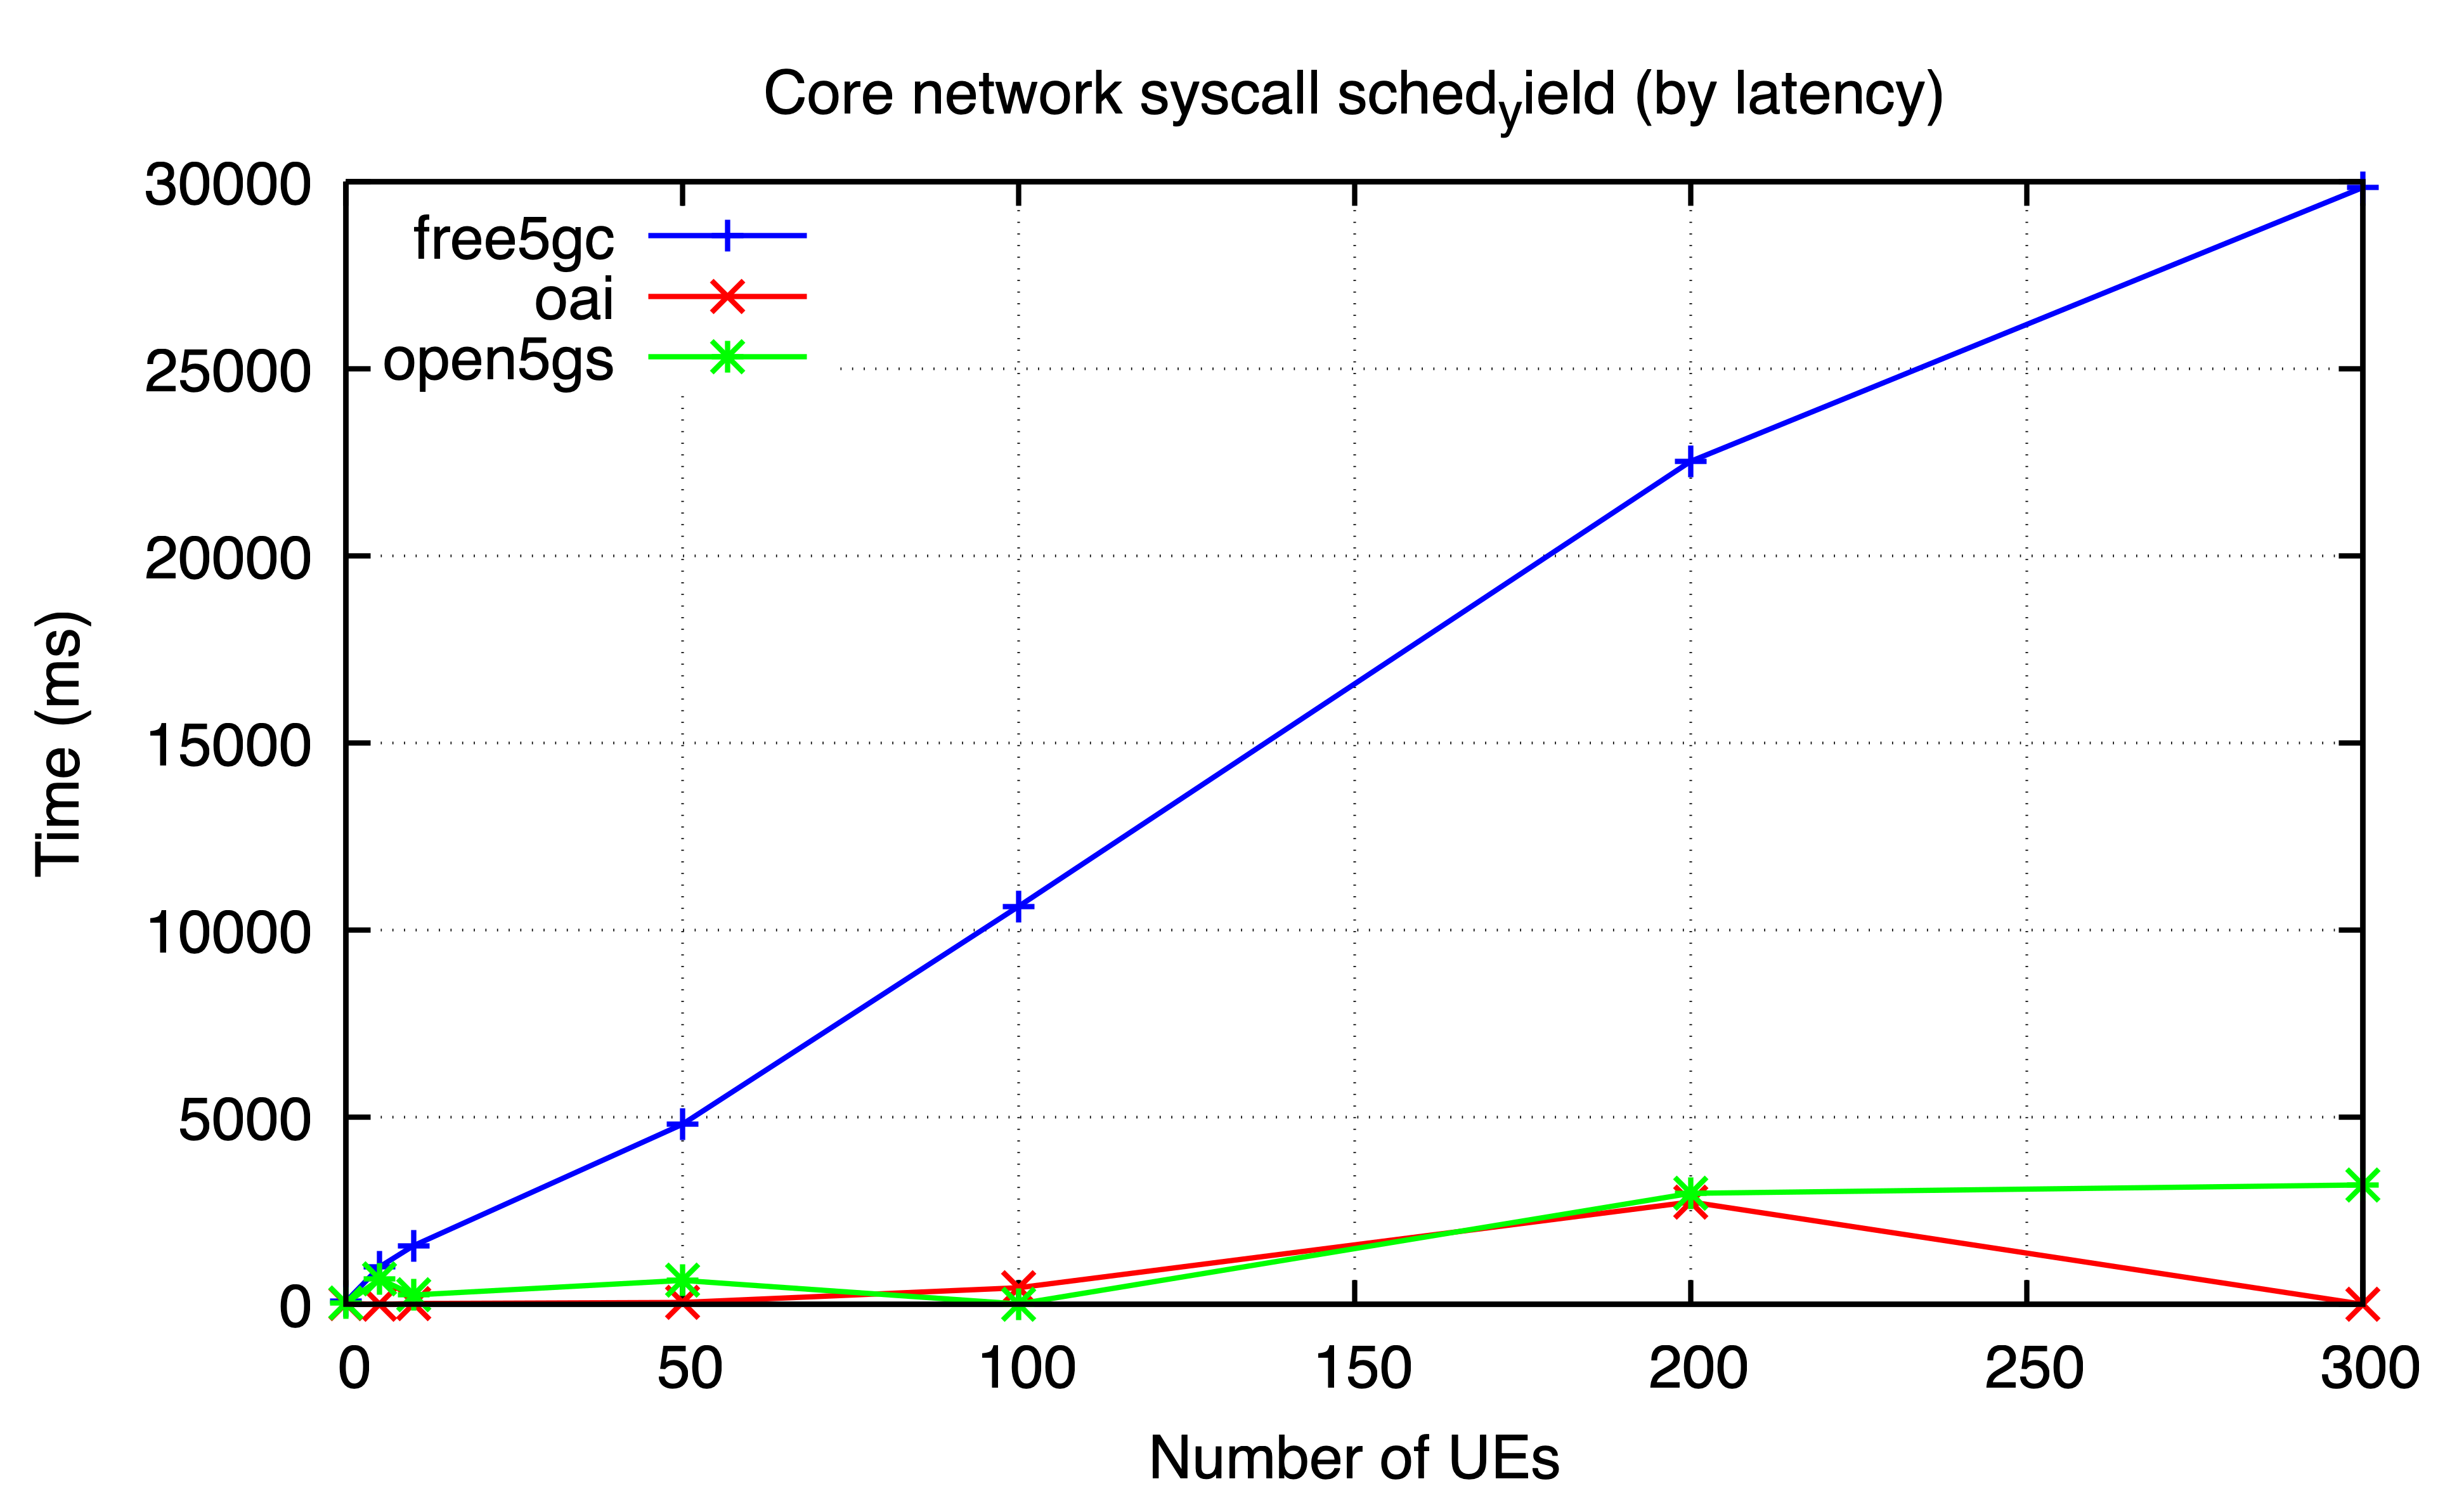 Core network syscall sched_yield (by latency)
30000
25000
20000
15000
10000
5000
0
free5gc
oai
open5gs
Time (ms)
0 50 100 150 200 250 300
Number of UEs